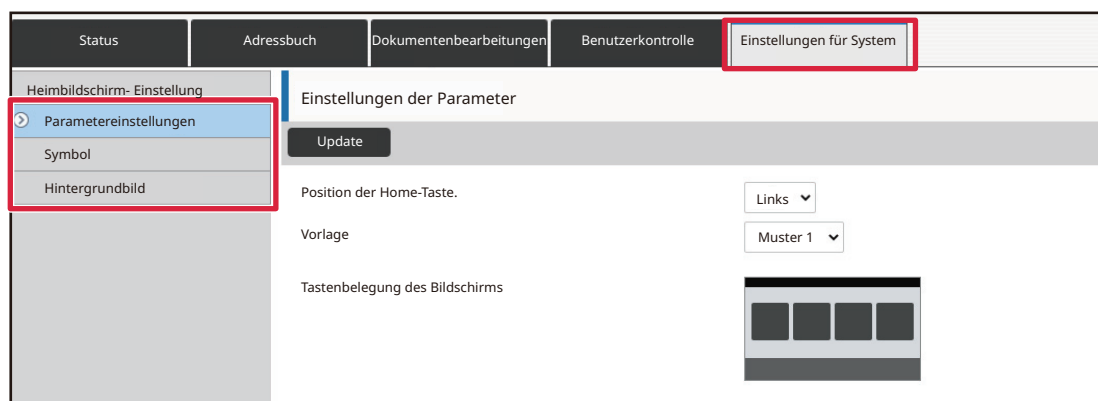 Status
Adressbuch
Dokumentenbearbeitungen
Benutzerkontrolle
Einstellungen für System
Heimbildschirm- Einstellung
Parametereinstellungen
Symbol
Hintergrundbild
Einstellungen der Parameter
Update
Position der Home-Taste.
Links
Vorlage
Muster 1
Tastenbelegung des Bildschirms